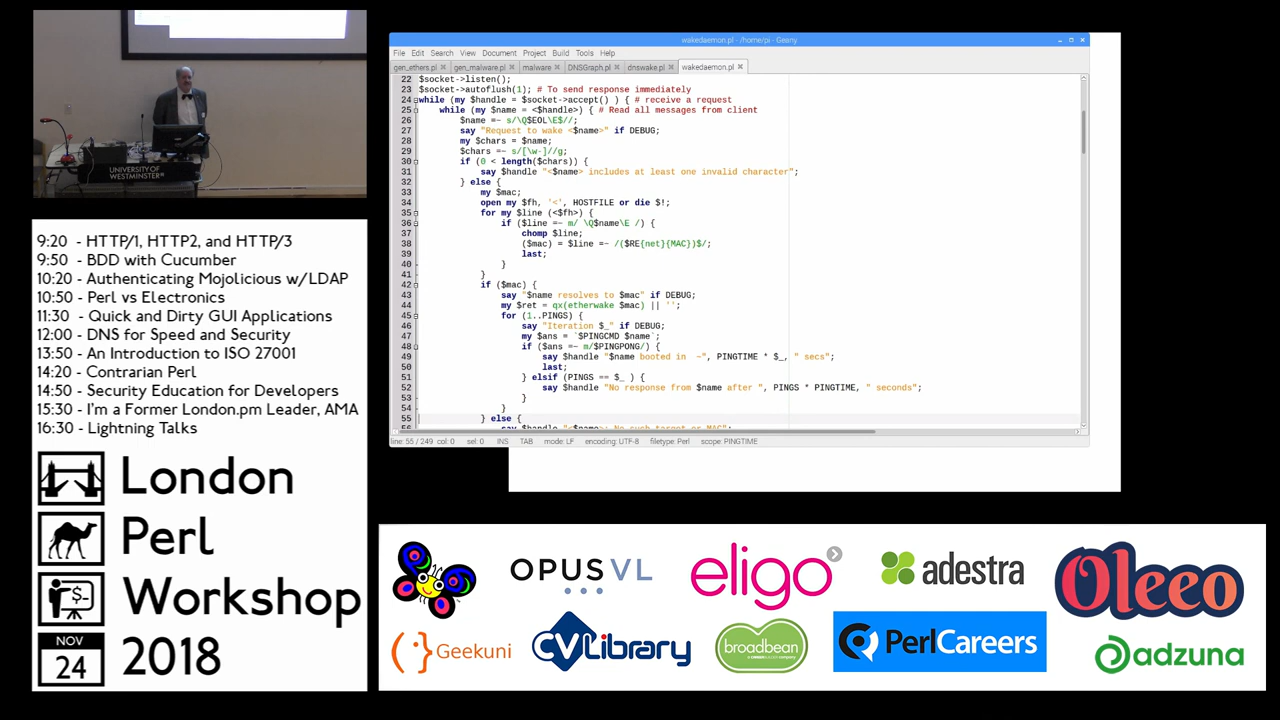 UNIVERSITY OF
WESTMINSTER
9:20 - HTTP/1, HTTP2, and HTTP/3
9:50 - BDD with Cucumber
10:20 - Authenticating Mojolicious w/LDAP
10:50 - Perl vs Electronics
11:30 - Quick and Dirty GUI Applications
12:00 - DNS for Speed and Security
13:50 - An Introduction to ISO 27001
14:20 - Contrarian Perl
14:50 - Security Education for Developers
15:30 - I'm a Former London.pm Leader, AMA
16:30 - Lightning Talks
London
Perl
Workshop
2018
$-
NOV
24
wakedaemon.pl - /home/pi - Geany
File Edit Search View Document Project Build Tools Help
gen_ethers.pl gen_malware.pl malware DNSGraph.pl dnswake.pl wakedaemon.pl
22 $socket->listen();
23 $socket->autoflush(1); # To send response immediately
24 while (my $handle = $socket->accept() ) { # receive a request
25 while (my $name = <$handle>) { # Read all messages from client
26 $name =~ s/\Q$EOL\E$//;
27 say "Request to wake <$name>" if DEBUG;
28 my $chars = $name;
29 $chars =~ s/[\w-]//g;
30 if (0 < length($chars)) {
31 say $handle "<$name> includes at least one invalid character";
32 } else {
33 my $mac;
34 open my $fh, '<', HOSTFILE or die $!;
35 for my $line (<$fh>) {
36 if ($line =~ m/ \Q$name\E /) {
37 chomp $line;
38 ($mac) = $line =~ /($RE{net}{MAC})$/;
39 last;
40 }
41 }
42 if ($mac) {
43 say "$name resolves to $mac" if DEBUG;
44 my $ret = qx(etherwake $mac) || '';
45 for (1..PINGS) {
46 say "Iteration $_" if DEBUG;
47 my $ans = `$PINGCMD $name`;
48 if ($ans =~ m/$PINGPONG/) {
49 say $handle "$name booted in ~", PINGTIME * $_, " secs";
50 last;
51 } elsif (PINGS == $_ ) {
52 say $handle "No response from $name after ", PINGS * PINGTIME, " seconds";
53 }
54 }
55 } else {
56 say $handle "<$name>: No such target or MAC";
line: 55 / 249 col: 0 sel: 0 INS TAB mode: LF encoding: UTF-8 filetype: Perl scope: PINGTIME
OPUS VL
eligo
adestra
Oleeo
Geekuni
CVLibrary
broadbean
PerlCareers
adzuna